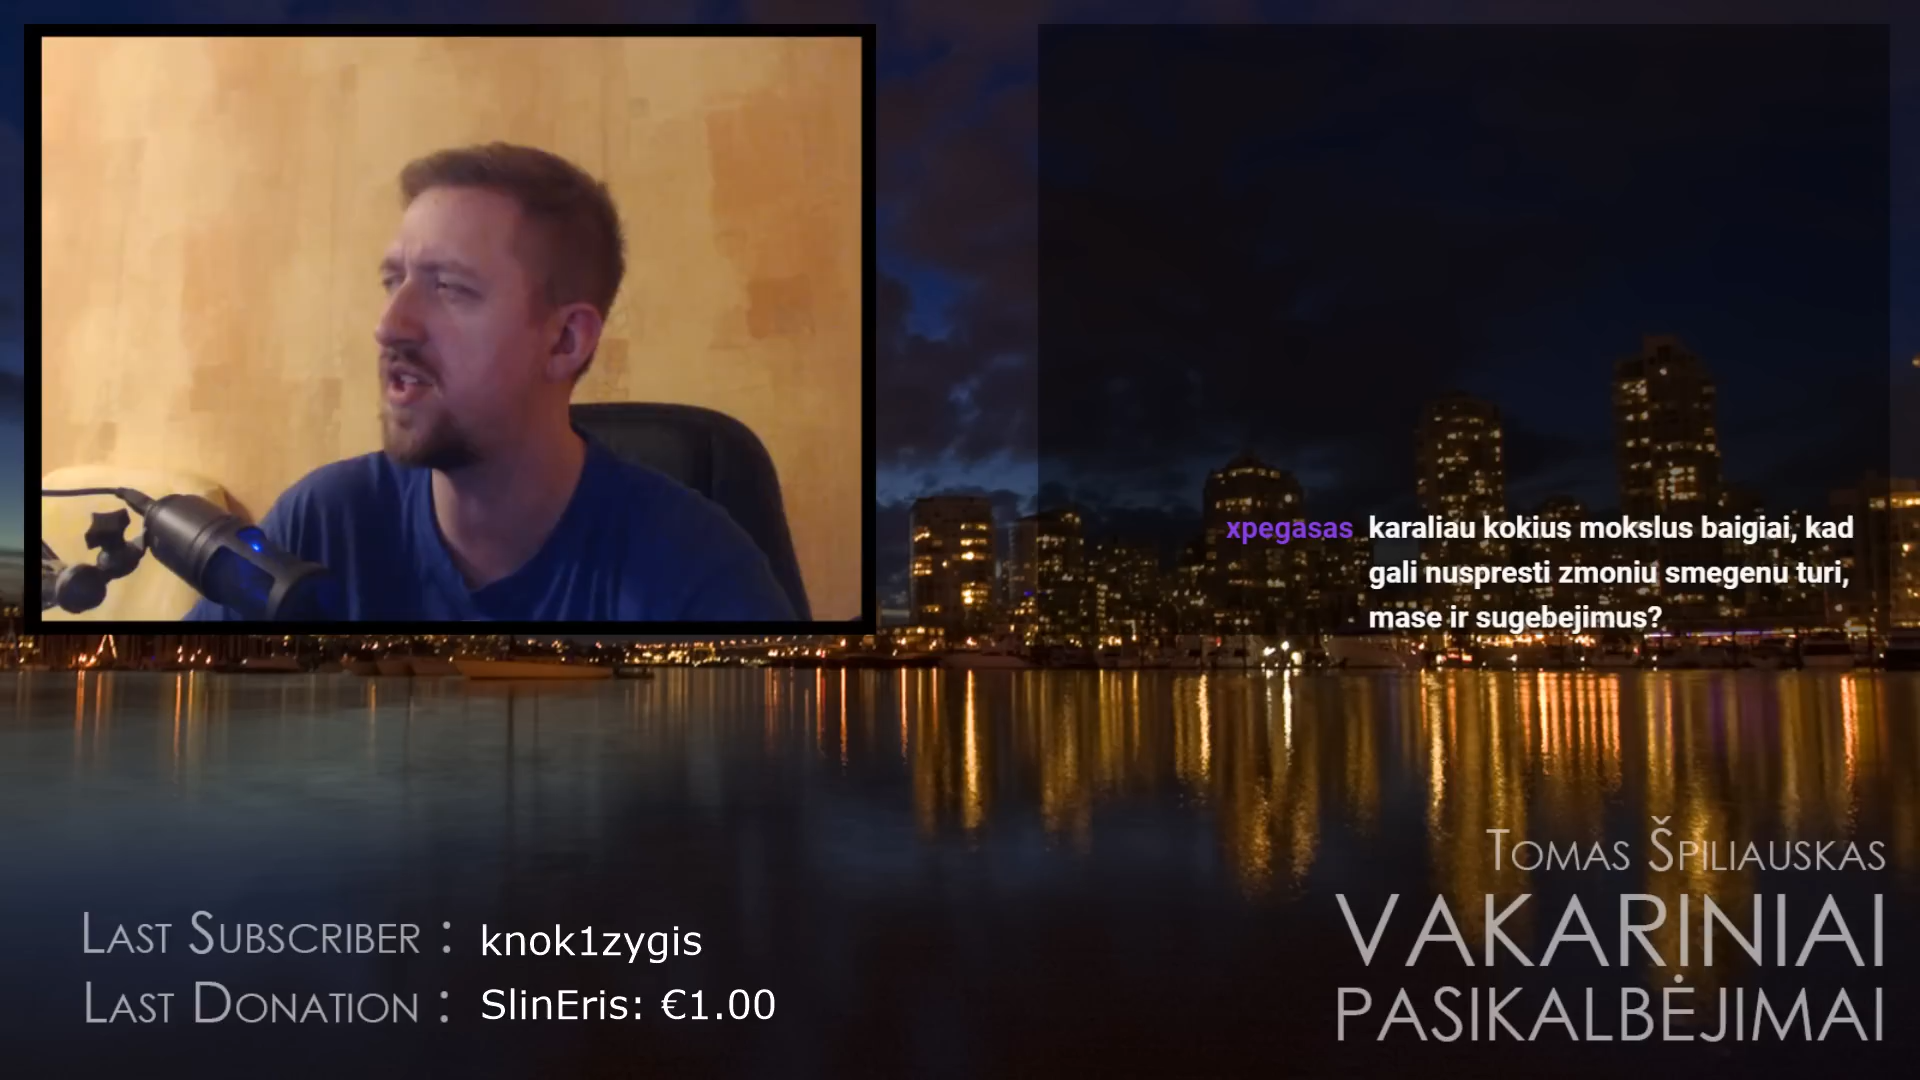 xpegasas karaliau kokius mokslus baigiai, kad
gali nuspresti zmoniu smegenu turi,
mase ir sugebejimus?
Tomas Špiliauskas
VAKARINIAI
PASIKALBĖJIMAI
Last Subscriber : knok1zygis
Last Donation : SlinEris: €1.00